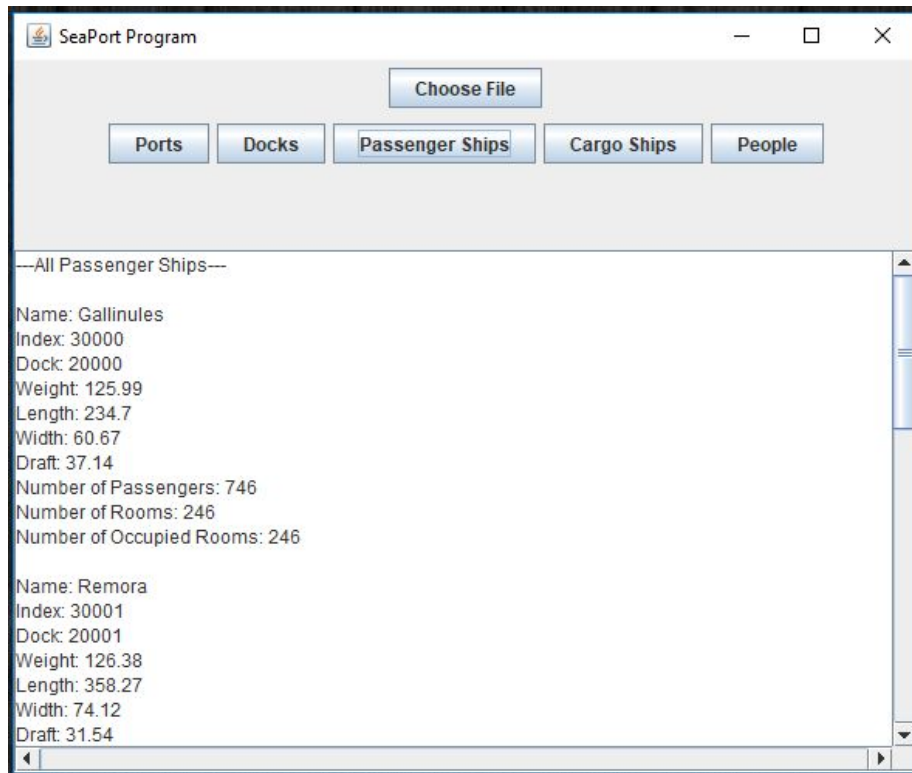 SeaPort Program
Choose File
Ports Docks Passenger Ships Cargo Ships People
---All Passenger Ships---
Name: Gallinules
Index: 30000
Dock: 20000
Weight: 125.99
Length: 234.7
Width: 60.67
Draft: 37.14
Number of Passengers: 746
Number of Rooms: 246
Number of Occupied Rooms: 246
Name: Remora
Index: 30001
Dock: 20001
Weight: 126.38
Length: 358.27
Width: 74.12
Draft: 31.54